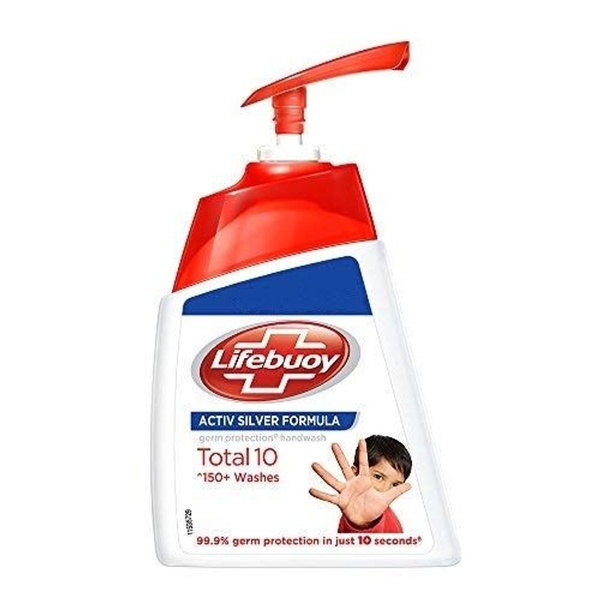 Lifebuoy
ACTIV SILVER FORMULA
germ protection# handwash
Total 10
^150+ Washes
99.9% germ protection in just 10 seconds*